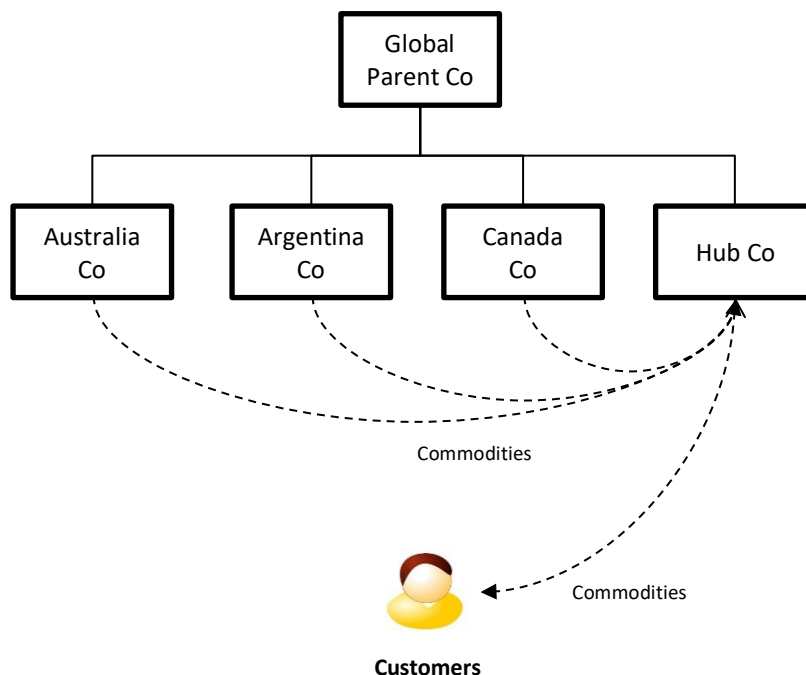 Global
Parent Co
Australia
Co
Argentina
Co
Canada
Co
Hub Co
Commodities
Commodities
Customers